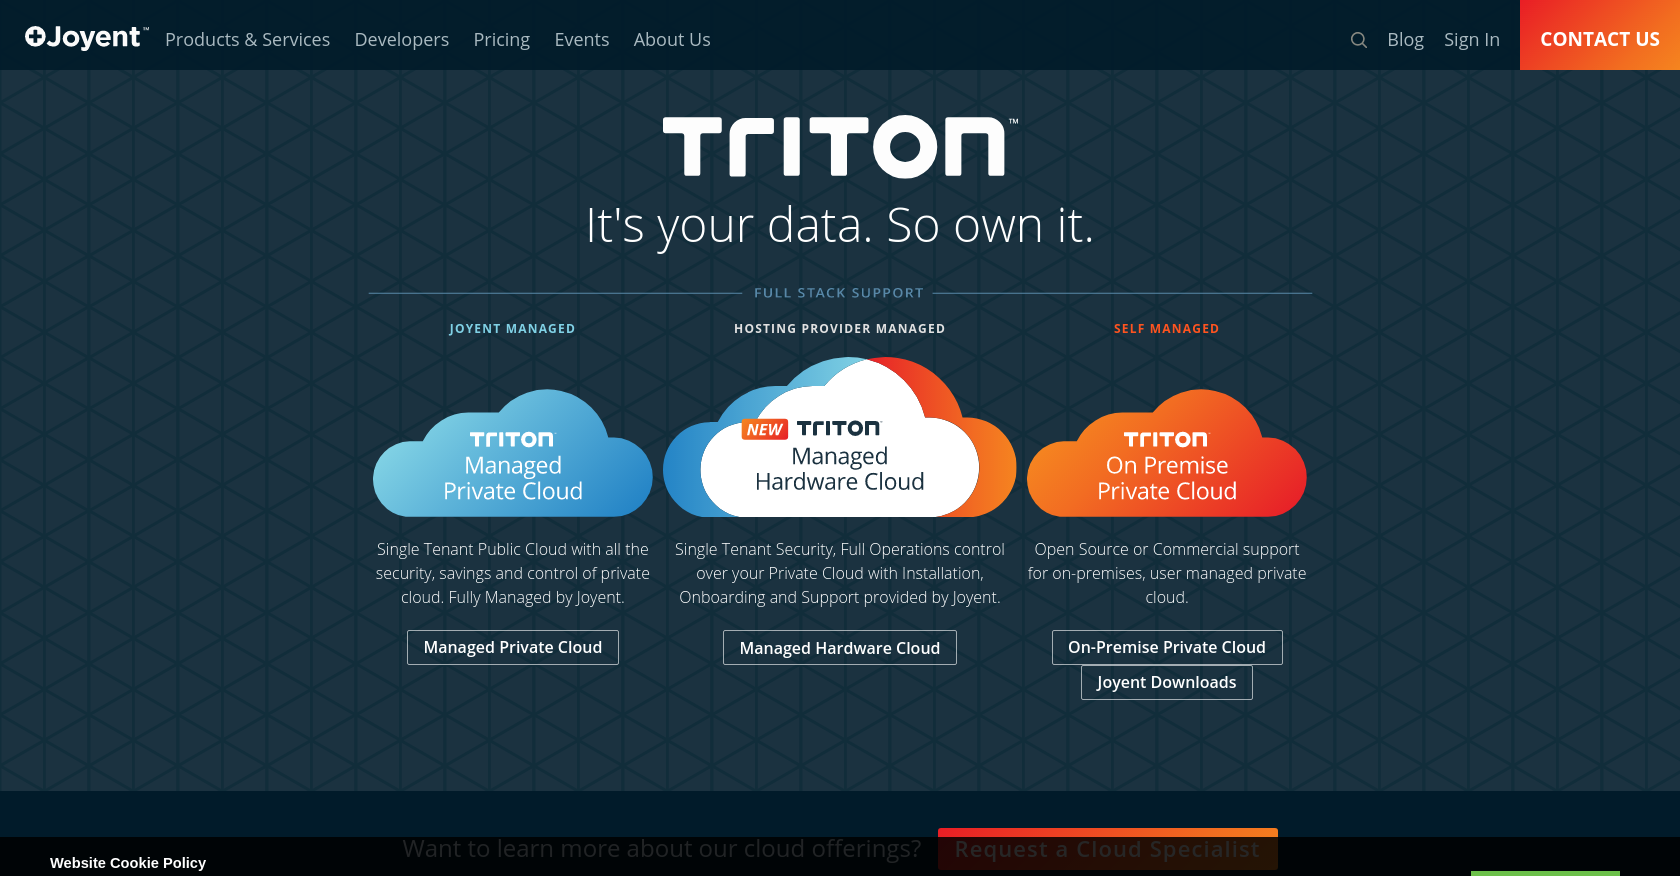 Joyent™
Products & Services Developers Pricing Events About Us
Blog Sign In CONTACT US
TRITON™
It's your data. So own it.
FULL STACK SUPPORT
JOYENT MANAGED
TRITON
Managed
Private Cloud
Single Tenant Public Cloud with all the
security, savings and control of private
cloud. Fully Managed by Joyent.
Managed Private Cloud
HOSTING PROVIDER MANAGED
NEW TRITON
Managed
Hardware Cloud
Single Tenant Security, Full Operations control
over your Private Cloud with Installation,
Onboarding and Support provided by Joyent.
Managed Hardware Cloud
SELF MANAGED
TRITON
On Premise
Private Cloud
Open Source or Commercial support
for on-premises, user managed private
cloud.
On-Premise Private Cloud
Joyent Downloads
Want to learn more about our cloud offerings? Request a Cloud Specialist
Website Cookie Policy